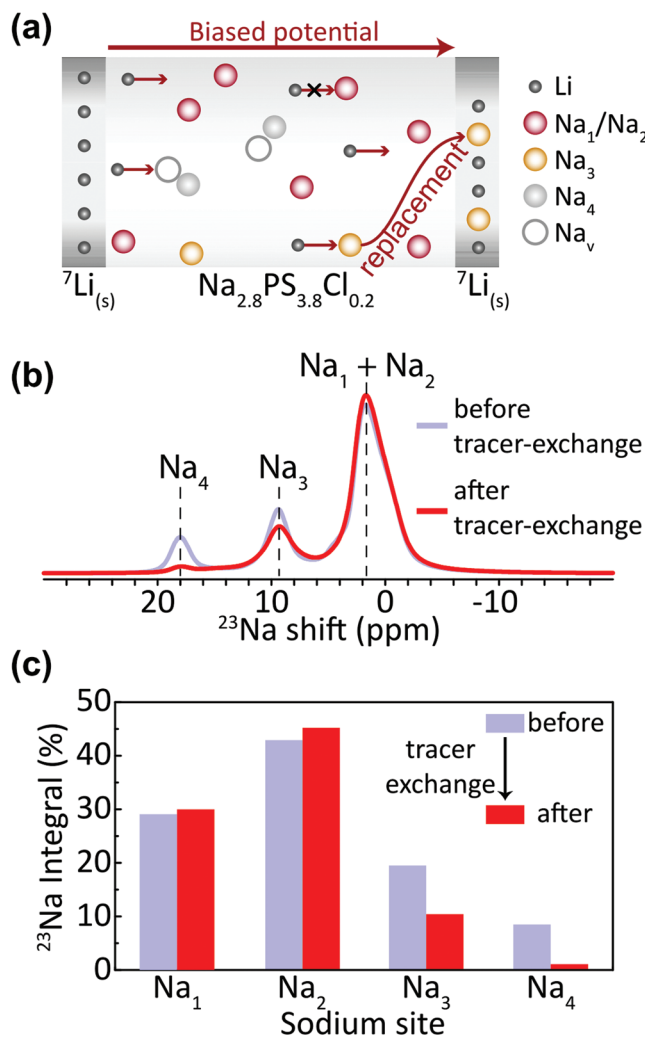 (a)
Biased potential
Li
Na₁/Na₂
Na₃
Na₄
Naᵥ
replacement
⁷Li₍ₛ₎
Na₂.₈PS₃.₈Cl₀.₂
⁷Li₍ₛ₎
(b)
Na₁ + Na₂
before
tracer-exchange
after
tracer-exchange
Na₄
Na₃
20 10 0 -10
²³Na shift (ppm)
(c)
²³Na Integral (%)
50
40
30
20
10
0
before
tracer
exchange
after
Na₁ Na₂ Na₃ Na₄
Sodium site